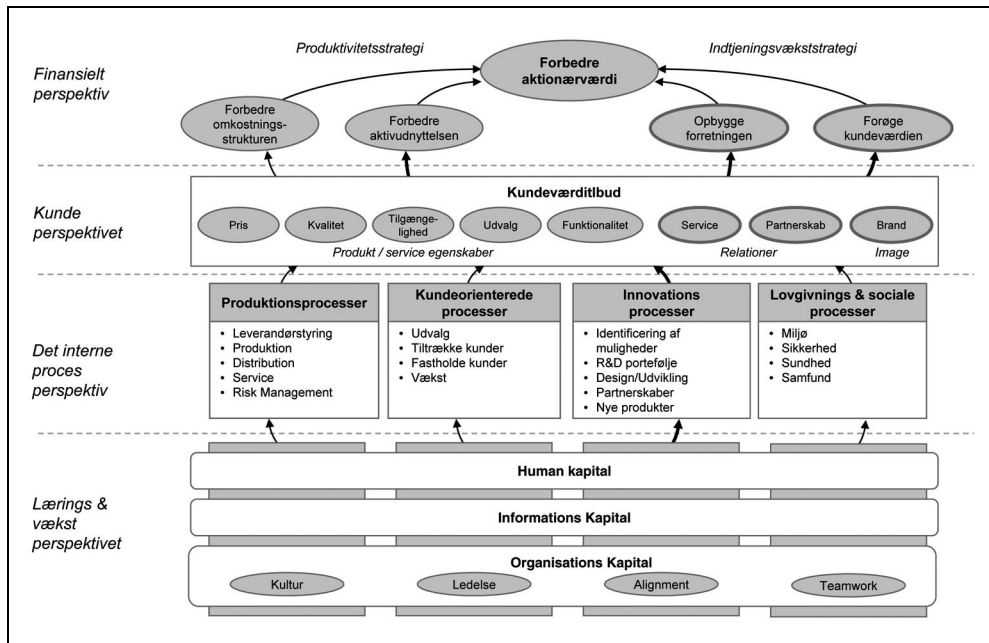 Produktivitetsstrategi
Indtjeningsvækststrategi
Finansielt
perspektiv
Forbedre
aktionærværdi
Forbedre
omkostnings-
strukturen
Forbedre
aktivudnyttelsen
Opbygge
forretningen
Forøge
kundeværdien
Kunde
perspektivet
Kundeværditlbud
Pris
Kvalitet
Tilgænge-
lighed
Udvalg
Funktionalitet
Service
Partnerskab
Brand
Produkt / service egenskaber
Relationer
Image
Det interne
proces
perspektiv
Produktionsprocesser
• Leverandørstyring
• Produktion
• Distribution
• Service
• Risk Management
Kundeorienterede
processer
• Udvalg
• Tiltrække kunder
• Fastholde kunder
• Vækst
Innovations
processer
• Identificering af
muligheder
• R&D portefølje
• Design/Udvikling
• Partnerskaber
• Nye produkter
Lovgivnings & sociale
processer
• Miljø
• Sikkerhed
• Sundhed
• Samfund
Lærings &
vækst
perspektivet
Human kapital
Informations Kapital
Organisations Kapital
Kultur
Ledelse
Alignment
Teamwork